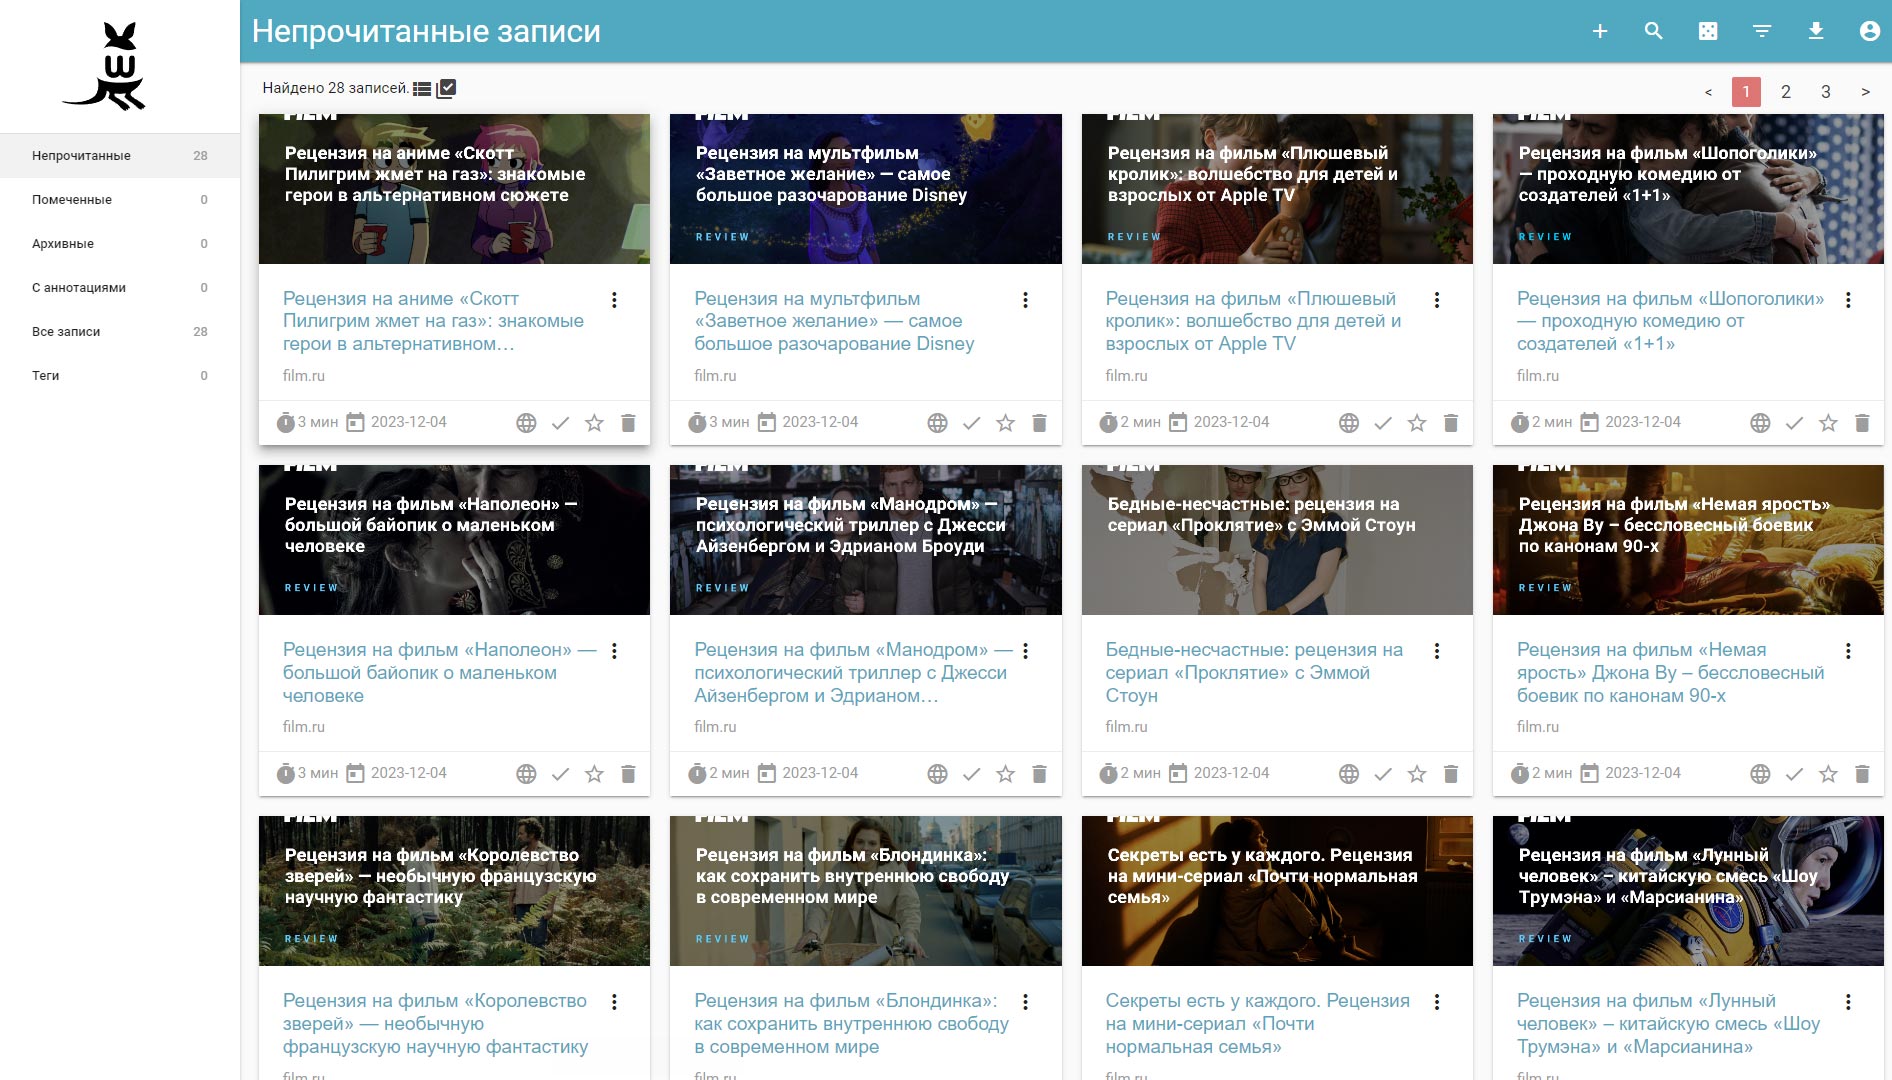 Непрочитанные записи
Непрочитанные 28
Помеченные 0
Архивные 0
С аннотациями 0
Все записи 28
Теги 0
Найдено 28 записей.
< 1 2 3 >
Рецензия на аниме «Скотт
Пилигрим жмет на газ»: знакомые
герои в альтернативном сюжете
Рецензия на аниме «Скотт
Пилигрим жмет на газ»: знакомые
герои в альтернативном…
film.ru
3 мин 2023-12-04
Рецензия на мультфильм
«Заветное желание» — самое
большое разочарование Disney
REVIEW
Рецензия на мультфильм
«Заветное желание» — самое
большое разочарование Disney
film.ru
3 мин 2023-12-04
Рецензия на фильм «Плюшевый
кролик»: волшебство для детей и
взрослых от Apple TV
REVIEW
Рецензия на фильм «Плюшевый
кролик»: волшебство для детей и
взрослых от Apple TV
film.ru
2 мин 2023-12-04
Рецензия на фильм «Шопоголики»
— проходную комедию от
создателей «1+1»
REVIEW
Рецензия на фильм «Шопоголики»
— проходную комедию от
создателей «1+1»
film.ru
2 мин 2023-12-04
Рецензия на фильм «Наполеон» —
большой байопик о маленьком
человеке
REVIEW
Рецензия на фильм «Наполеон» —
большой байопик о маленьком
человеке
film.ru
3 мин 2023-12-04
Рецензия на фильм «Манодром» —
психологический триллер с Джесси
Айзенбергом и Эдрианом Броуди
REVIEW
Рецензия на фильм «Манодром» —
психологический триллер с Джесси
Айзенбергом и Эдрианом…
film.ru
2 мин 2023-12-04
Бедные-несчастные: рецензия на
сериал «Проклятие» с Эммой Стоун
Бедные-несчастные: рецензия на
сериал «Проклятие» с Эммой
Стоун
film.ru
2 мин 2023-12-04
Рецензия на фильм «Немая ярость»
Джона Ву – бессловесный боевик
по канонам 90-х
REVIEW
Рецензия на фильм «Немая
ярость» Джона Ву – бессловесный
боевик по канонам 90-х
film.ru
2 мин 2023-12-04
Рецензия на фильм «Королевство
зверей» — необычную французскую
научную фантастику
REVIEW
Рецензия на фильм «Королевство
зверей» — необычную
французскую научную фантастику
film.ru
Рецензия на фильм «Блондинка»:
как сохранить внутреннюю свободу
в современном мире
REVIEW
Рецензия на фильм «Блондинка»:
как сохранить внутреннюю свободу
в современном мире
film.ru
Секреты есть у каждого. Рецензия
на мини-сериал «Почти нормальная
семья»
Секреты есть у каждого. Рецензия
на мини-сериал «Почти
нормальная семья»
film.ru
Рецензия на фильм «Лунный
человек» – китайскую смесь «Шоу
Трумэна» и «Марсианина»
REVIEW
Рецензия на фильм «Лунный
человек» – китайскую смесь «Шоу
Трумэна» и «Марсианина»
film.ru